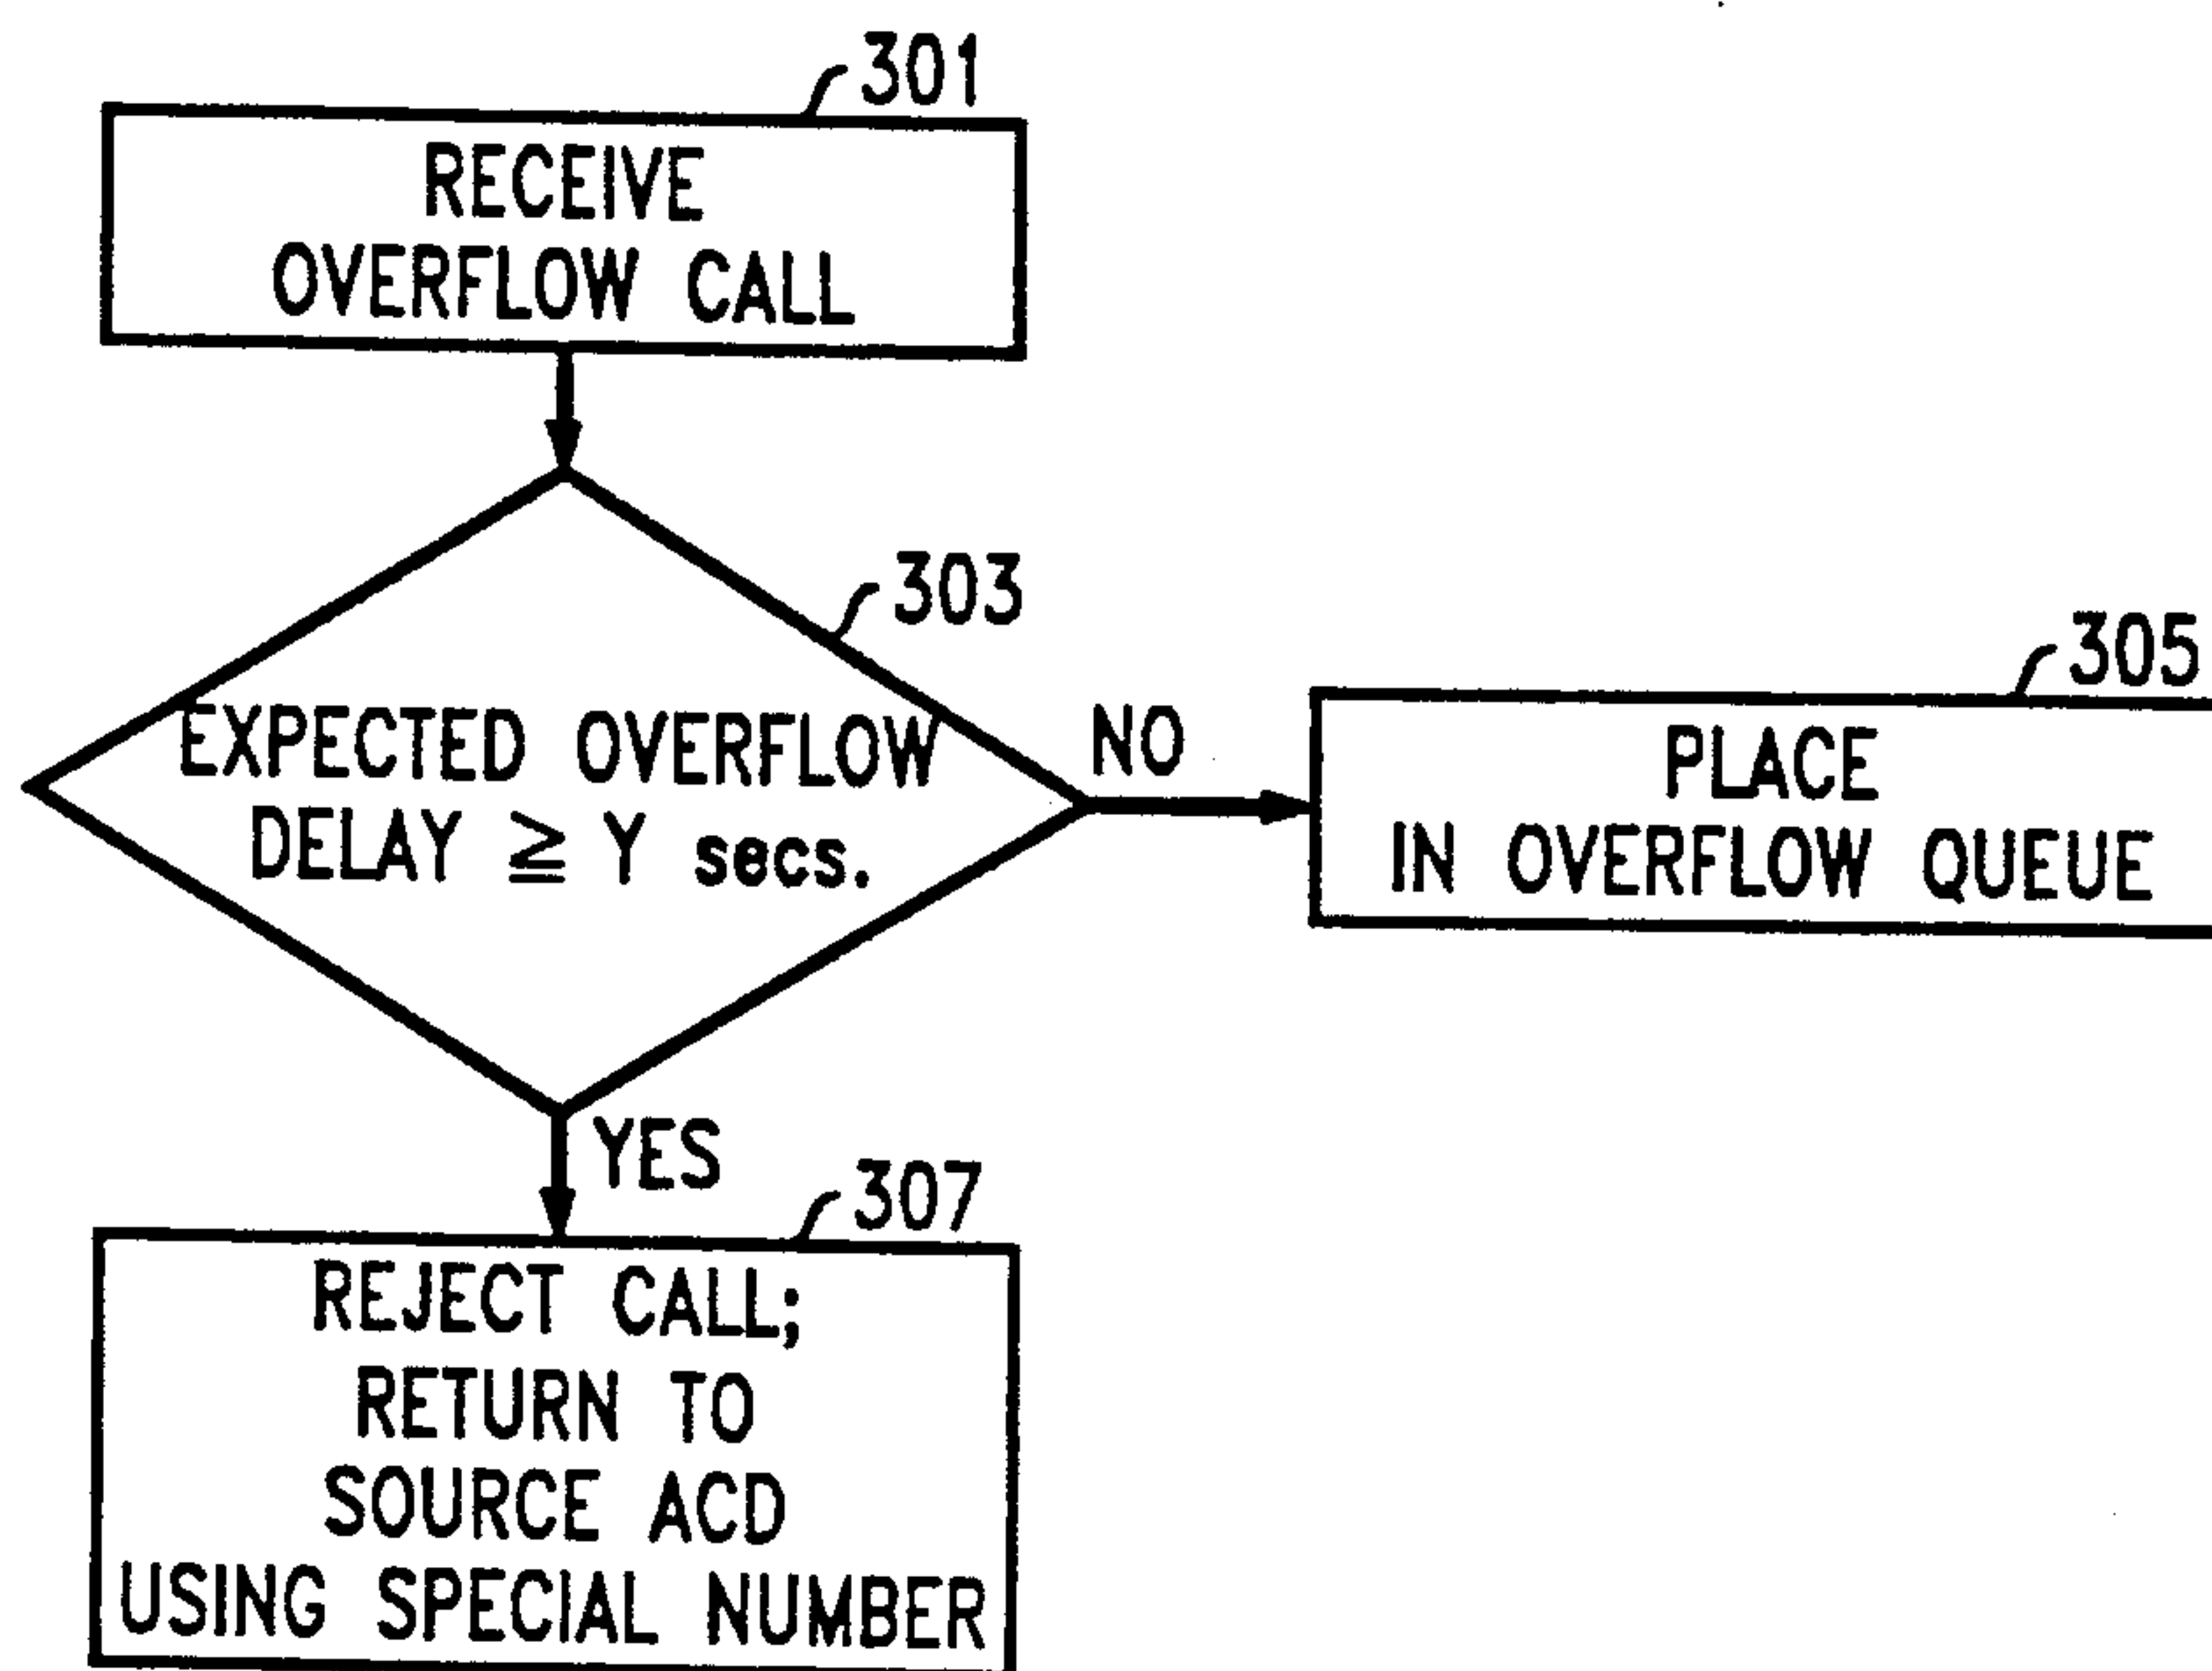 301
RECEIVE
OVERFLOW CALL
303
EXPECTED OVERFLOW
DELAY ≧ Y secs.
NO
305
PLACE
IN OVERFLOW QUEUE
YES
307
REJECT CALL;
RETURN TO
SOURCE ACD
USING SPECIAL NUMBER